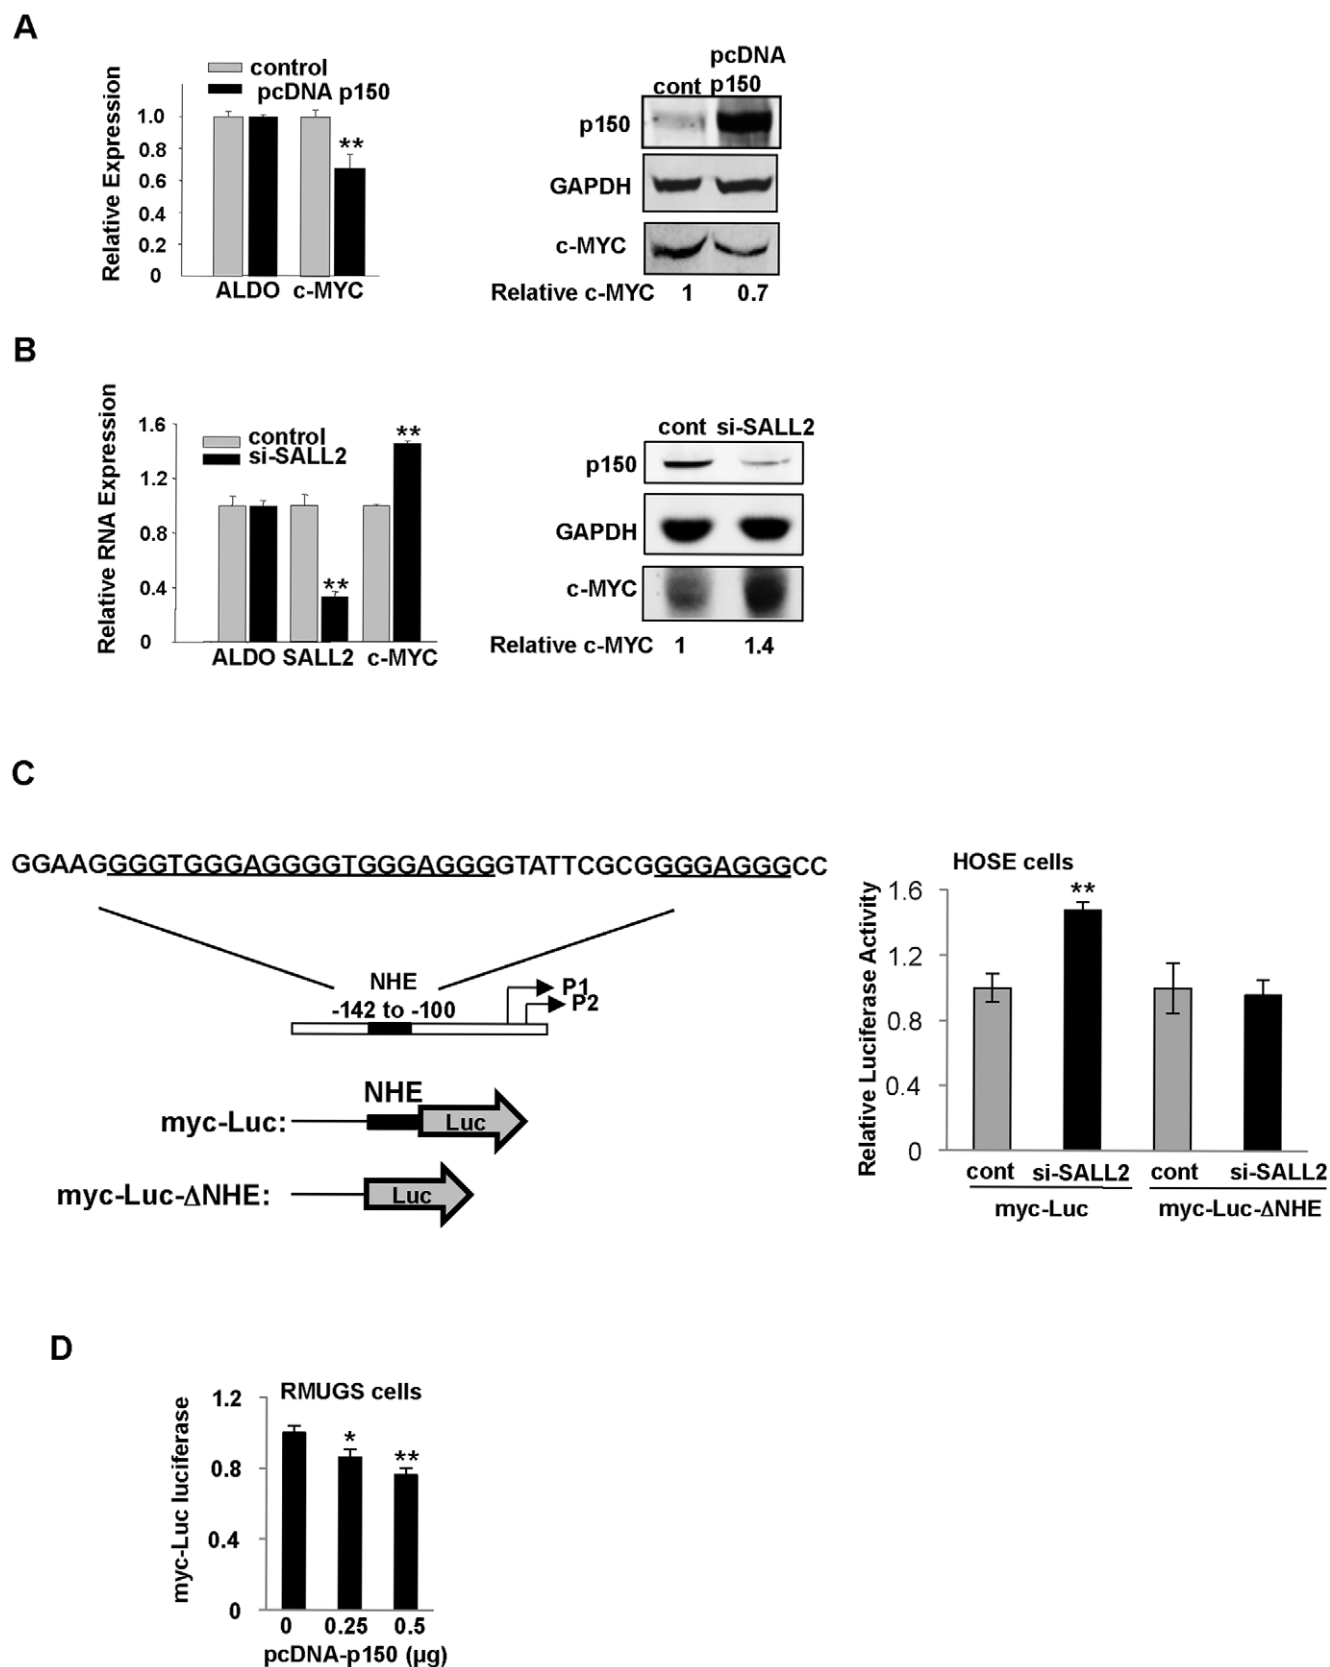 A
control
pcDNA p150
Relative Expression
1.0
0.8
0.6
0.4
0.2
0
**
ALDO c-MYC
pcDNA
cont p150
p150
GAPDH
c-MYC
Relative c-MYC 1 0.7
B
control
si-SALL2
Relative RNA Expression
1.6
1.2
0.8
0.4
0
**
**
ALDO SALL2 c-MYC
cont si-SALL2
p150
GAPDH
c-MYC
Relative c-MYC 1 1.4
C
GGAAGGGGTGGGAGGGGTGGGAGGGGTATTCGCGGGGAGGGCC
NHE
-142 to -100
P1
P2
NHE
myc-Luc:
Luc
myc-Luc-ΔNHE:
Luc
HOSE cells
Relative Luciferase Activity
1.6
1.2
0.8
0.4
0
**
cont si-SALL2 cont si-SALL2
myc-Luc myc-Luc-ΔNHE
D
RMUGS cells
myc-Luc luciferase
1.2
0.8
0.4
0
*
**
0 0.25 0.5
pcDNA-p150 (µg)